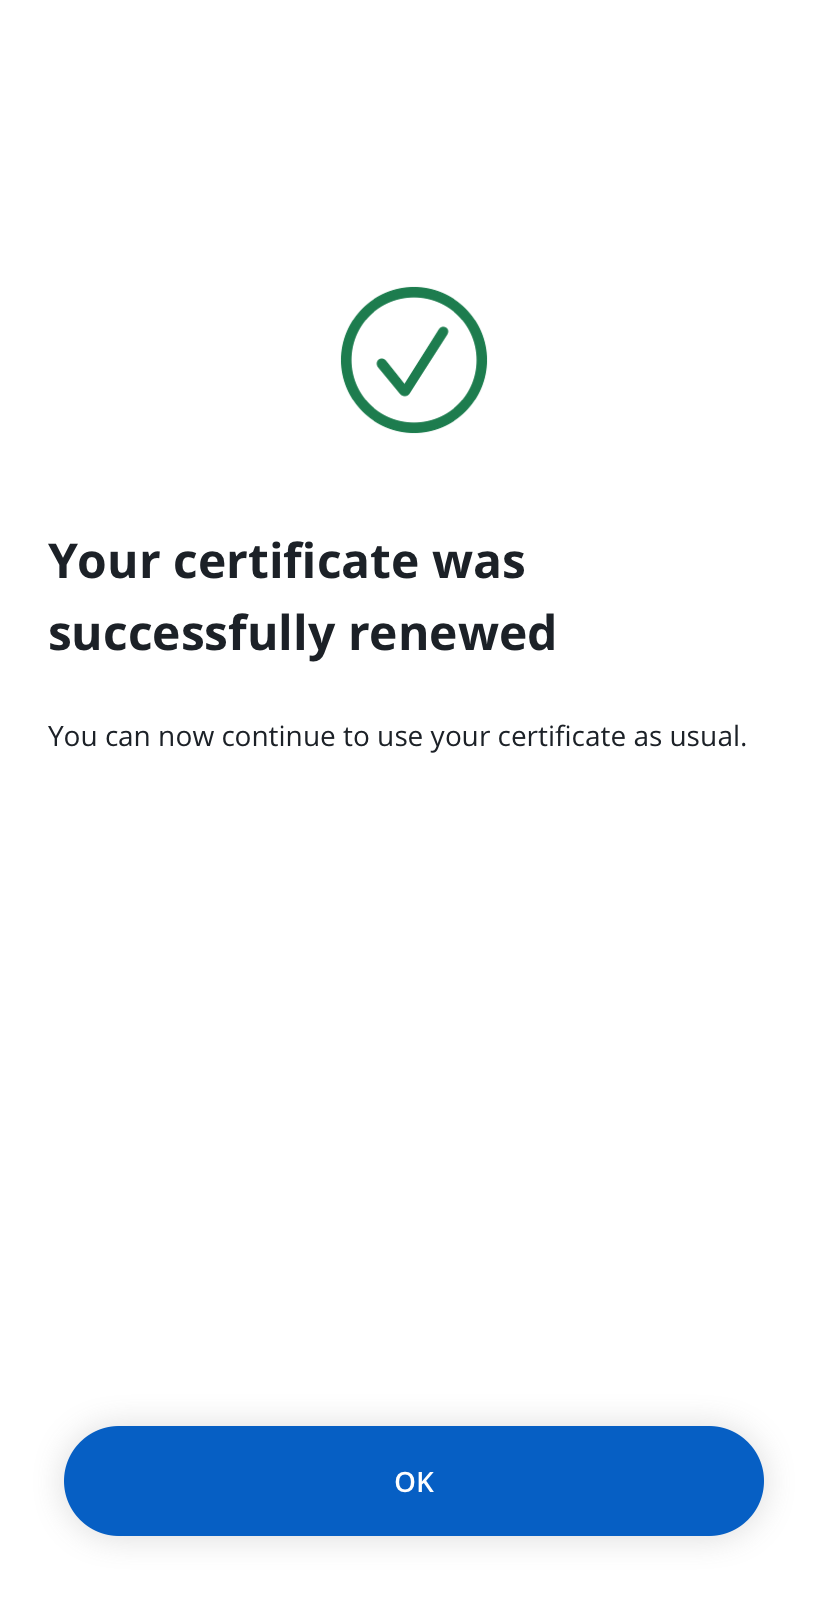 Your certificate was
successfully renewed
You can now continue to use your certificate as usual.
OK